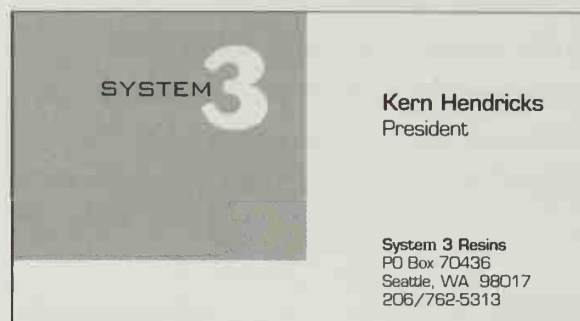 SYSTEM 3
Kern Hendricks
President
System 3 Resins
PO Box 70436
Seattle, WA 98017
206/762-5313